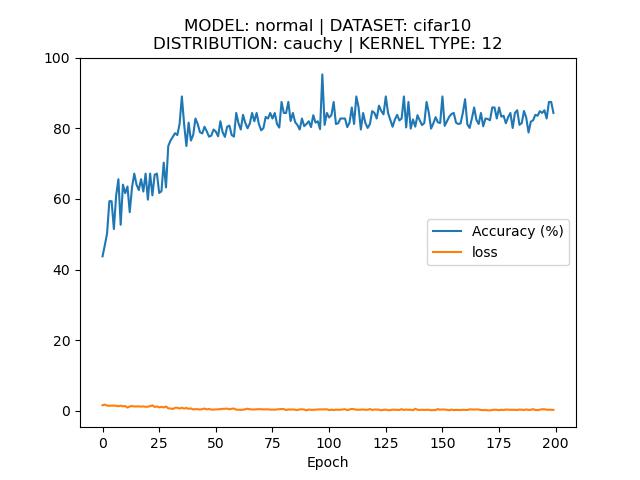 MODEL: normal | DATASET: cifar10
DISTRIBUTION: cauchy | KERNEL TYPE: 12
100
80
60
40
20
0
Accuracy (%)
loss
0 25 50 75 100 125 150 175 200
Epoch